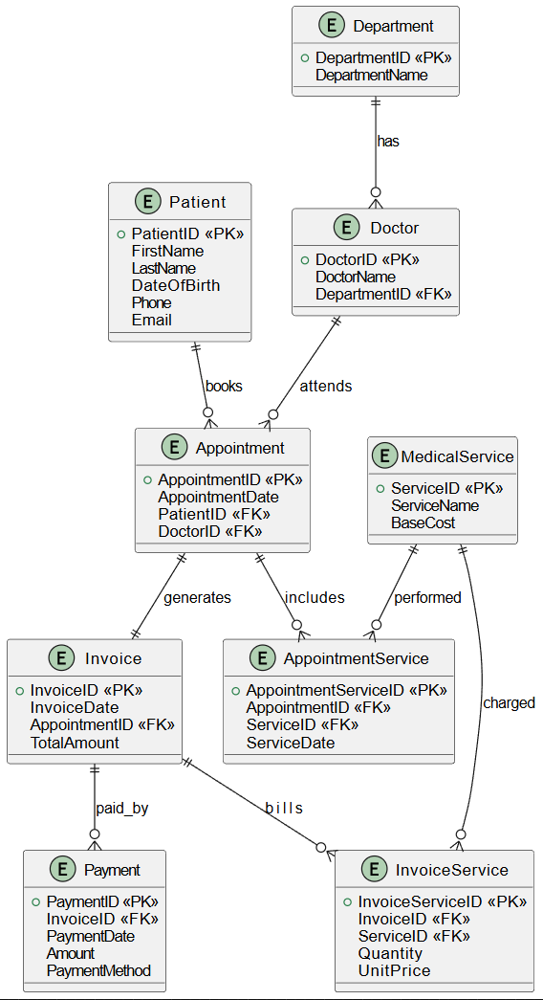 E Department
DepartmentID «PK»
DepartmentName
has
E Patient
PatientID «PK»
FirstName
LastName
DateOfBirth
Phone
Email
E Doctor
DoctorID «PK»
DoctorName
DepartmentID «FK»
books
attends
E Appointment
AppointmentID «PK»
AppointmentDate
PatientID «FK»
DoctorID «FK»
E MedicalService
ServiceID «PK»
ServiceName
BaseCost
generates
includes
performed
E Invoice
InvoiceID «PK»
InvoiceDate
AppointmentID «FK»
TotalAmount
E AppointmentService
AppointmentServiceID «PK»
AppointmentID «FK»
ServiceID «FK»
ServiceDate
charged
paid_by
bills
E Payment
PaymentID «PK»
InvoiceID «FK»
PaymentDate
Amount
PaymentMethod
E InvoiceService
InvoiceServiceID «PK»
InvoiceID «FK»
ServiceID «FK»
Quantity
UnitPrice